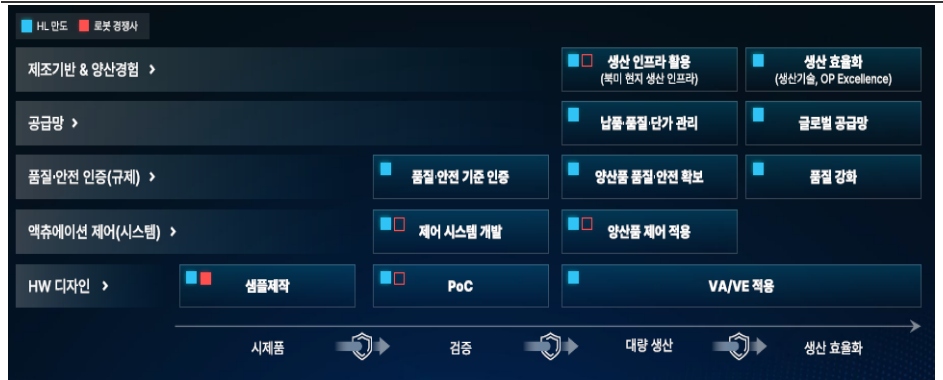 HL 만도 로봇 경쟁사
제조기반 & 양산경험 >
생산 인프라 활용
(북미 현지 생산 인프라)
생산 효율화
(생산기술, OP Excellence)
공급망 >
납품·품질·단가 관리
글로벌 공급망
품질·안전 인증(규제) >
품질·안전 기준 인증
양산품 품질·안전 확보
품질 강화
액츄에이션 제어(시스템) >
제어 시스템 개발
양산품 제어 적용
HW 디자인 >
샘플제작
PoC
VA/VE 적용
시제품
검증
대량 생산
생산 효율화